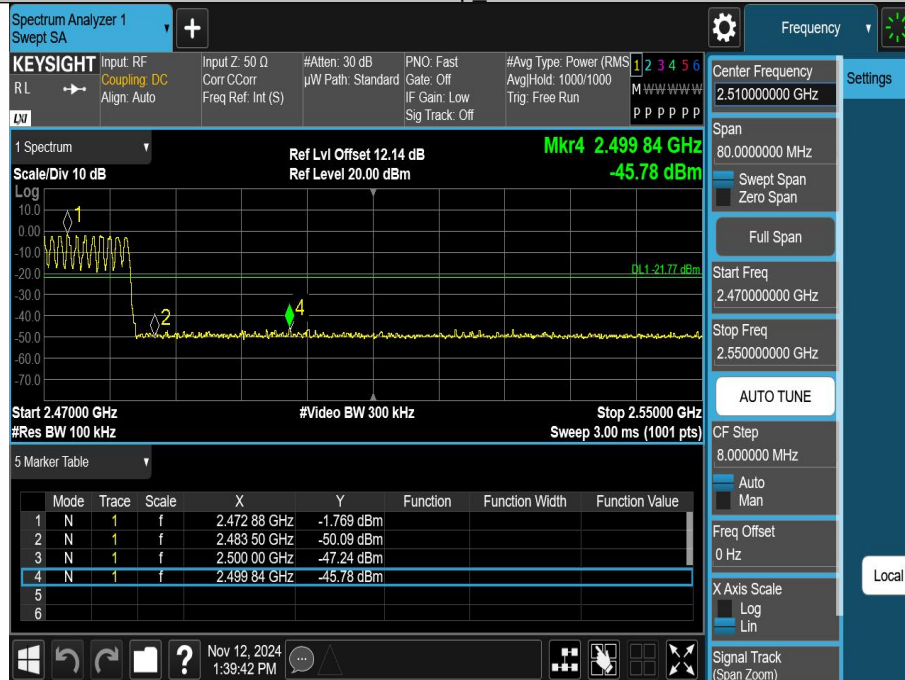 Spectrum Analyzer 1
Swept SA
+
Frequency
KEYSIGHT
Input: RF
Coupling: DC
Align: Auto
Input Z: 50 Ω
Corr CCorr
Freq Ref: Int (S)
#Atten: 30 dB
µW Path: Standard
PNO: Fast
Gate: Off
IF Gain: Low
Sig Track: Off
#Avg Type: Power (RMS
Avg|Hold: 1000/1000
Trig: Free Run
1 2 3 4 5 6
M W W W W W
P P P P P P
RL
LXI
1 Spectrum
Scale/Div 10 dB
Ref Lvl Offset 12.14 dB
Ref Level 20.00 dBm
Mkr4 2.499 84 GHz
-45.78 dBm
Log
10.0
0.00
-10.0
-20.0
-30.0
-40.0
-50.0
-60.0
-70.0
1
2
4
DL1 -21.77 dBm
Start 2.47000 GHz
#Video BW 300 kHz
Stop 2.55000 GHz
#Res BW 100 kHz
Sweep 3.00 ms (1001 pts)
5 Marker Table
Mode Trace Scale X Y Function Function Width Function Value
1 N 1 f 2.472 88 GHz -1.769 dBm
2 N 1 f 2.483 50 GHz -50.09 dBm
3 N 1 f 2.500 00 GHz -47.24 dBm
4 N 1 f 2.499 84 GHz -45.78 dBm
5
6
?
Nov 12, 2024
1:39:42 PM
Center Frequency
2.510000000 GHz
Settings
Span
80.0000000 MHz
Swept Span
Zero Span
Full Span
Start Freq
2.470000000 GHz
Stop Freq
2.550000000 GHz
AUTO TUNE
CF Step
8.000000 MHz
Auto
Man
Freq Offset
0 Hz
Local
X Axis Scale
Log
Lin
Signal Track
(Span Zoom)